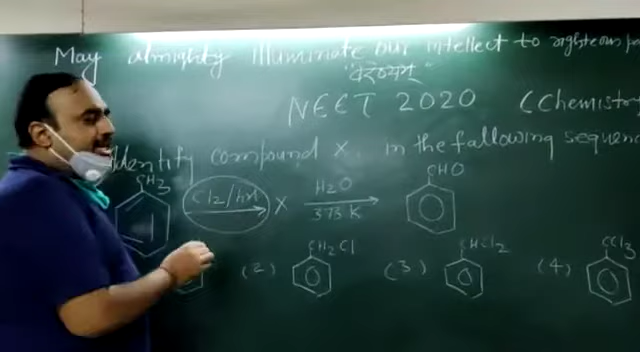 May almighty illuminate our intellect to righteous
"वरेण्यम्"
NEET 2020 (Chemistry
Identify compound X, in the following sequen
CH3 Cl2/hν X H2O 373 K CHO
(2) CH2Cl (3) CHCl2 (4) CCl3